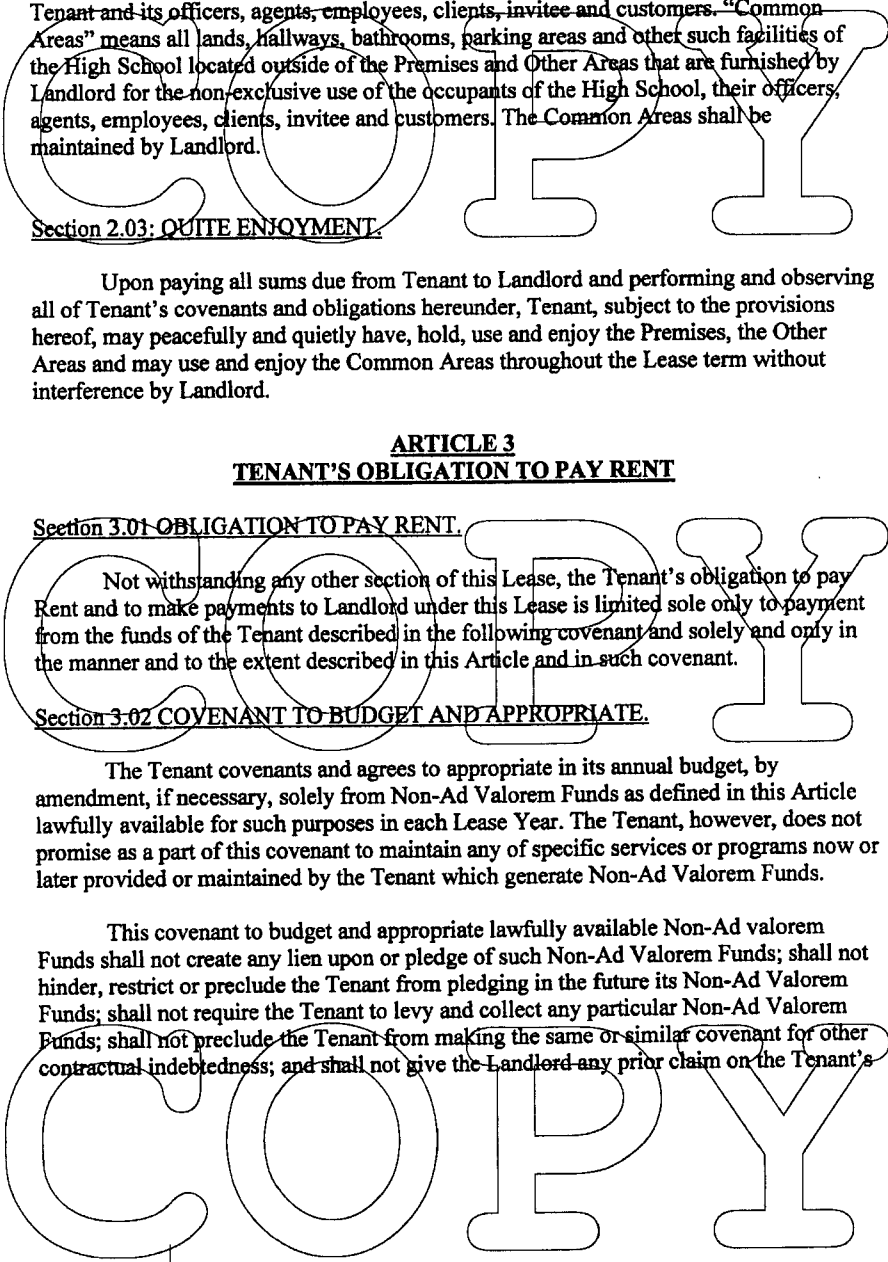 Tenant and its officers, agents, employees, clients, invitee and customers. “Common
Areas” means all lands, hallways, bathrooms, parking areas and other such facilities of
the High School located outside of the Premises and Other Areas that are furnished by
Landlord for the non-exclusive use of the occupants of the High School, their officers,
agents, employees, clients, invitee and customers. The Common Areas shall be
maintained by Landlord.
Section 2.03: QUITE ENJOYMENT.
Upon paying all sums due from Tenant to Landlord and performing and observing
all of Tenant’s covenants and obligations hereunder, Tenant, subject to the provisions
hereof, may peacefully and quietly have, hold, use and enjoy the Premises, the Other
Areas and may use and enjoy the Common Areas throughout the Lease term without
interference by Landlord.
ARTICLE 3
TENANT’S OBLIGATION TO PAY RENT
Section 3.01 OBLIGATION TO PAY RENT.
Not withstanding any other section of this Lease, the Tenant’s obligation to pay
Rent and to make payments to Landlord under this Lease is limited sole only to payment
from the funds of the Tenant described in the following covenant and solely and only in
the manner and to the extent described in this Article and in such covenant.
Section 3.02 COVENANT TO BUDGET AND APPROPRIATE.
The Tenant covenants and agrees to appropriate in its annual budget, by
amendment, if necessary, solely from Non-Ad Valorem Funds as defined in this Article
lawfully available for such purposes in each Lease Year. The Tenant, however, does not
promise as a part of this covenant to maintain any of specific services or programs now or
later provided or maintained by the Tenant which generate Non-Ad Valorem Funds.
This covenant to budget and appropriate lawfully available Non-Ad valorem
Funds shall not create any lien upon or pledge of such Non-Ad Valorem Funds; shall not
hinder, restrict or preclude the Tenant from pledging in the future its Non-Ad Valorem
Funds; shall not require the Tenant to levy and collect any particular Non-Ad Valorem
Funds; shall not preclude the Tenant from making the same or similar covenant for other
contractual indebtedness; and shall not give the Landlord any prior claim on the Tenant’s
COPY
COPY
COPY